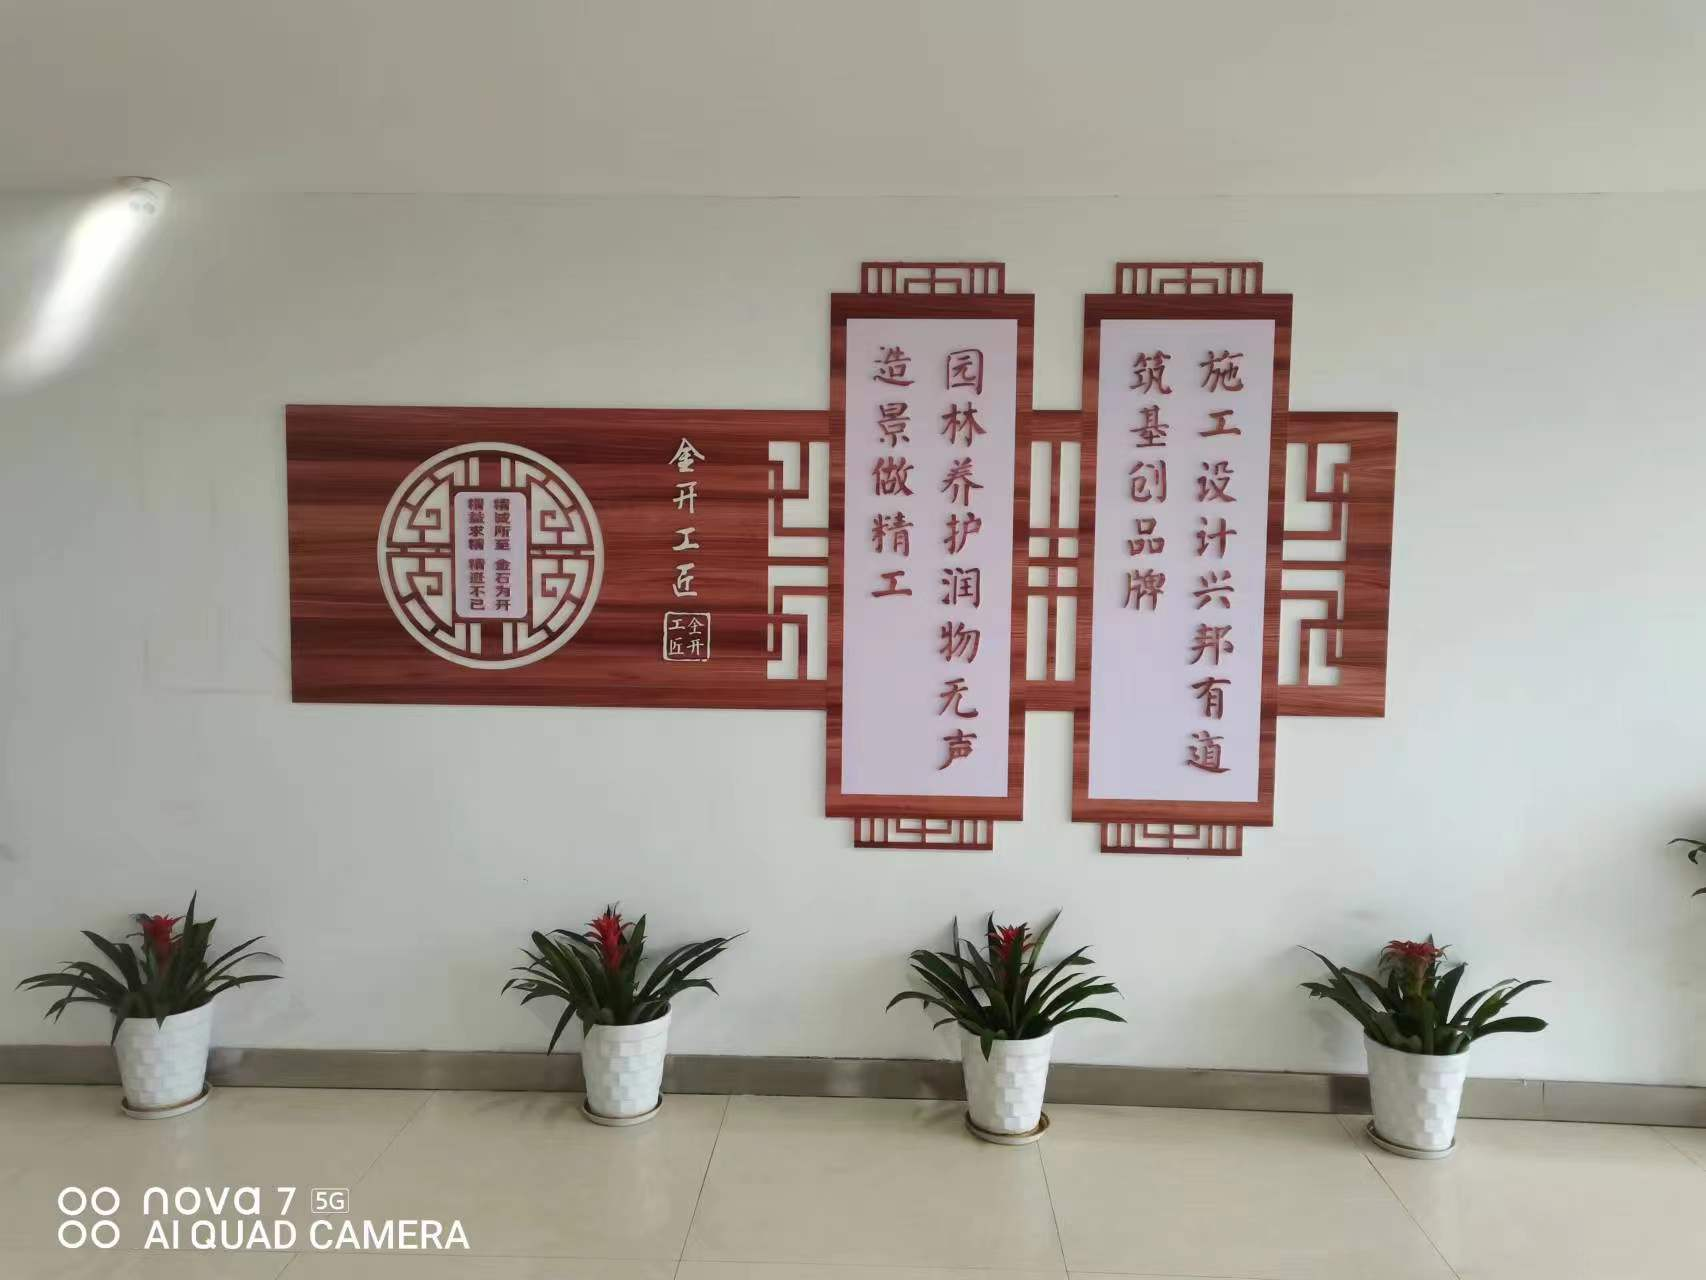 施工设计兴邦有道
筑基创品牌
园林养护润物无声
造景做精工
金开工匠
金开
工匠
精诚所至 金石为开
精益求精 精进不已
nova 7 5G
AI QUAD CAMERA